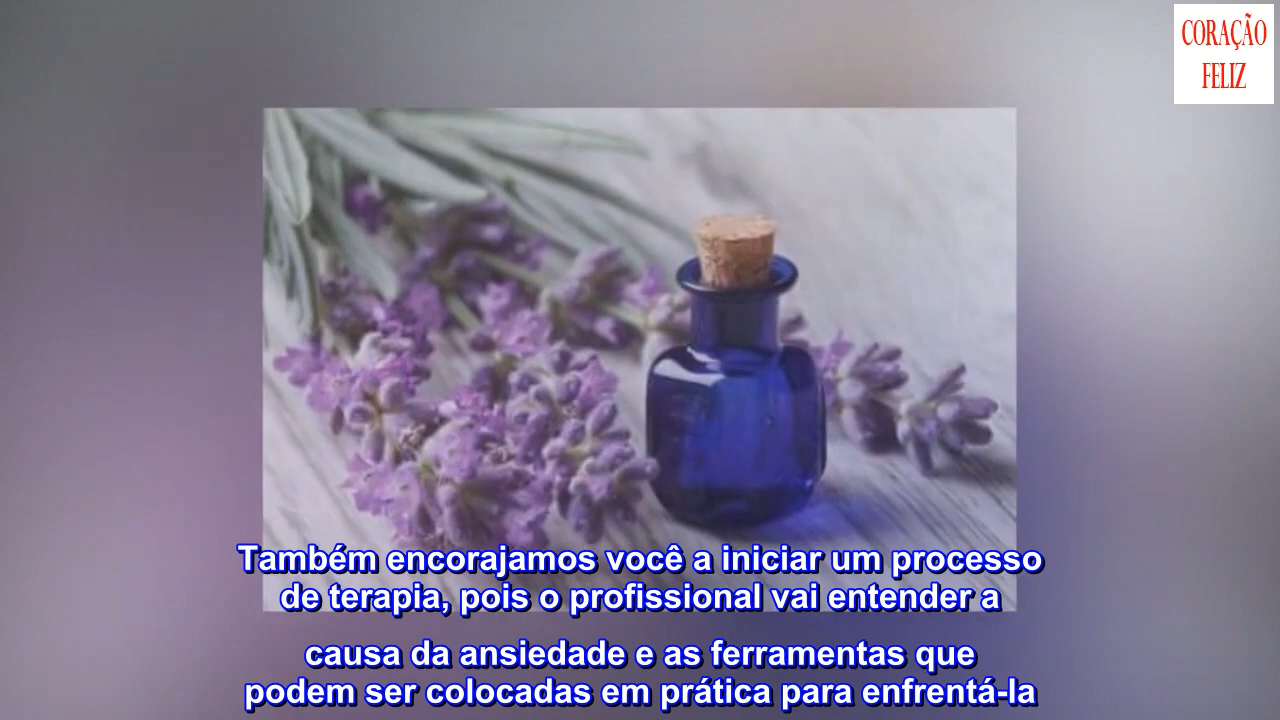 CORAÇÃO
FELIZ
Também encorajamos você a iniciar um processo
de terapia, pois o profissional vai entender a
causa da ansiedade e as ferramentas que
podem ser colocadas em prática para enfrentá-la